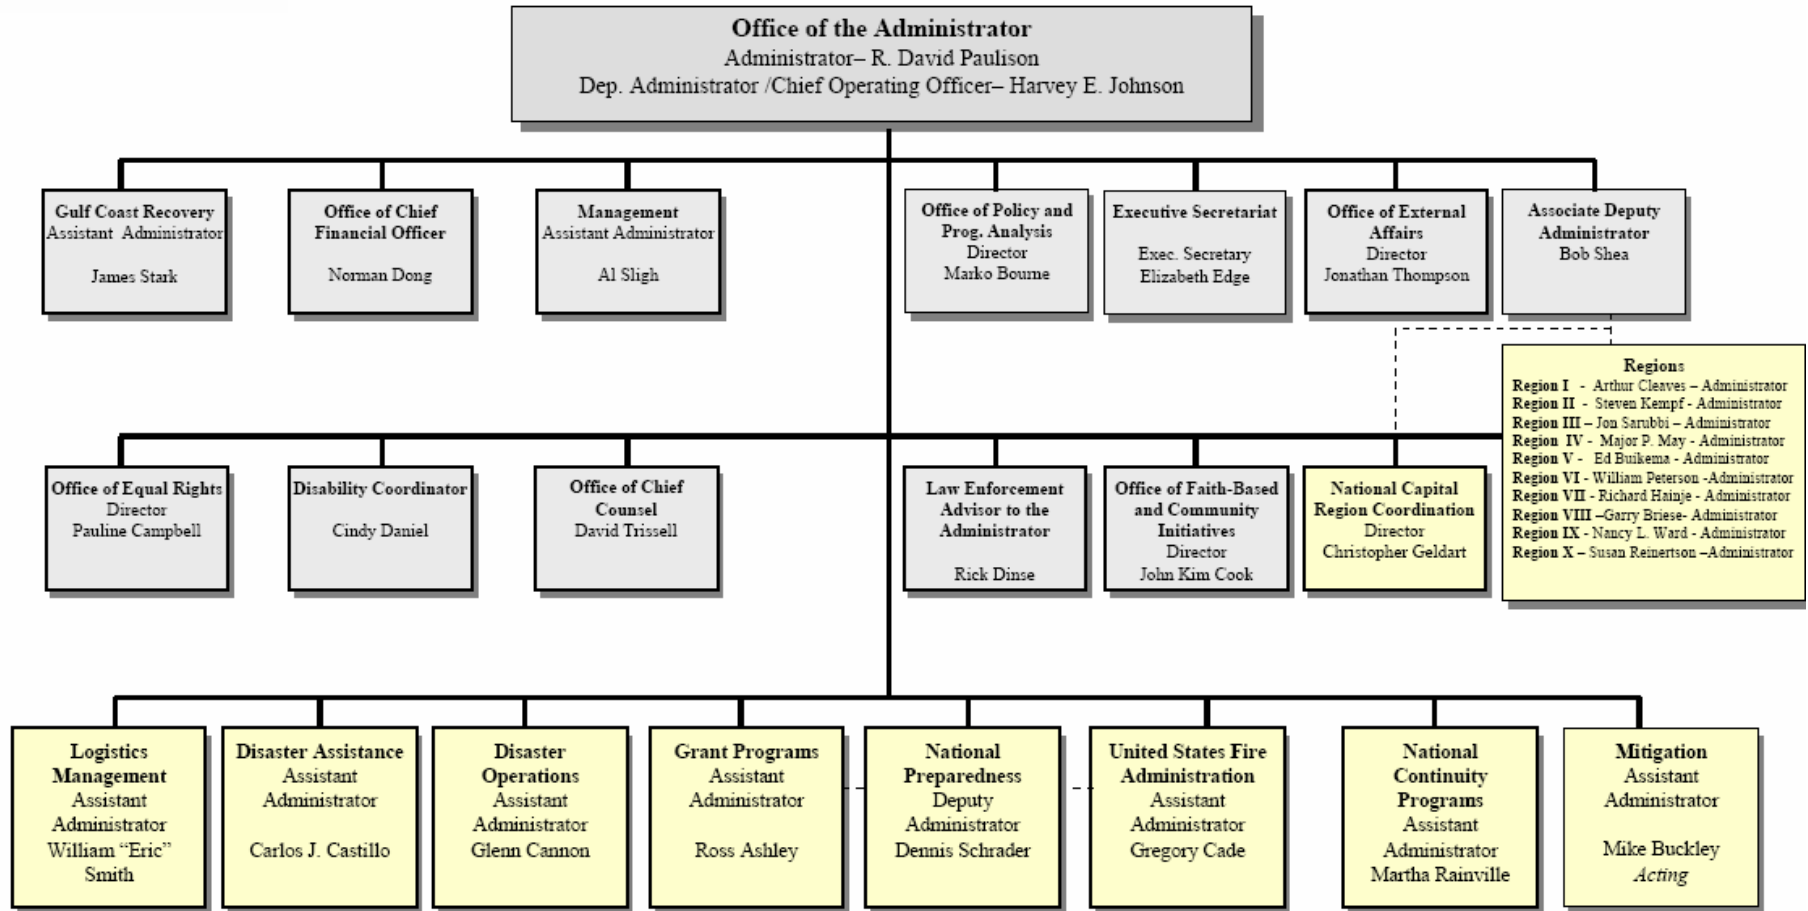 Office of the Administrator
Administrator– R. David Paulison
Dep. Administrator /Chief Operating Officer– Harvey E. Johnson
Gulf Coast Recovery
Assistant Administrator
James Stark
Office of Chief
Financial Officer
Norman Dong
Management
Assistant Administrator
Al Sligh
Office of Policy and
Prog. Analysis
Director
Marko Bourne
Executive Secretariat
Exec. Secretary
Elizabeth Edge
Office of External
Affairs
Director
Jonathan Thompson
Associate Deputy
Administrator
Bob Shea
Regions
Region I - Arthur Cleaves – Administrator
Region II - Steven Kempf - Administrator
Region III – Jon Sarubbi – Administrator
Region IV - Major P. May - Administrator
Region V - Ed Buikema - Administrator
Region VI - William Peterson -Administrator
Region VII - Richard Hainje - Administrator
Region VIII –Garry Briese- Administrator
Region IX - Nancy L. Ward - Administrator
Region X – Susan Reinertson –Administrator
Office of Equal Rights
Director
Pauline Campbell
Disability Coordinator
Cindy Daniel
Office of Chief
Counsel
David Trissell
Law Enforcement
Advisor to the
Administrator
Rick Dinse
Office of Faith-Based
and Community
Initiatives
Director
John Kim Cook
National Capital
Region Coordination
Director
Christopher Geldart
Logistics
Management
Assistant
Administrator
William “Eric”
Smith
Disaster Assistance
Assistant
Administrator
Carlos J. Castillo
Disaster
Operations
Assistant
Administrator
Glenn Cannon
Grant Programs
Assistant
Administrator
Ross Ashley
National
Preparedness
Deputy
Administrator
Dennis Schrader
United States Fire
Administration
Assistant
Administrator
Gregory Cade
National
Continuity
Programs
Assistant
Administrator
Martha Rainville
Mitigation
Assistant
Administrator
Mike Buckley
Acting